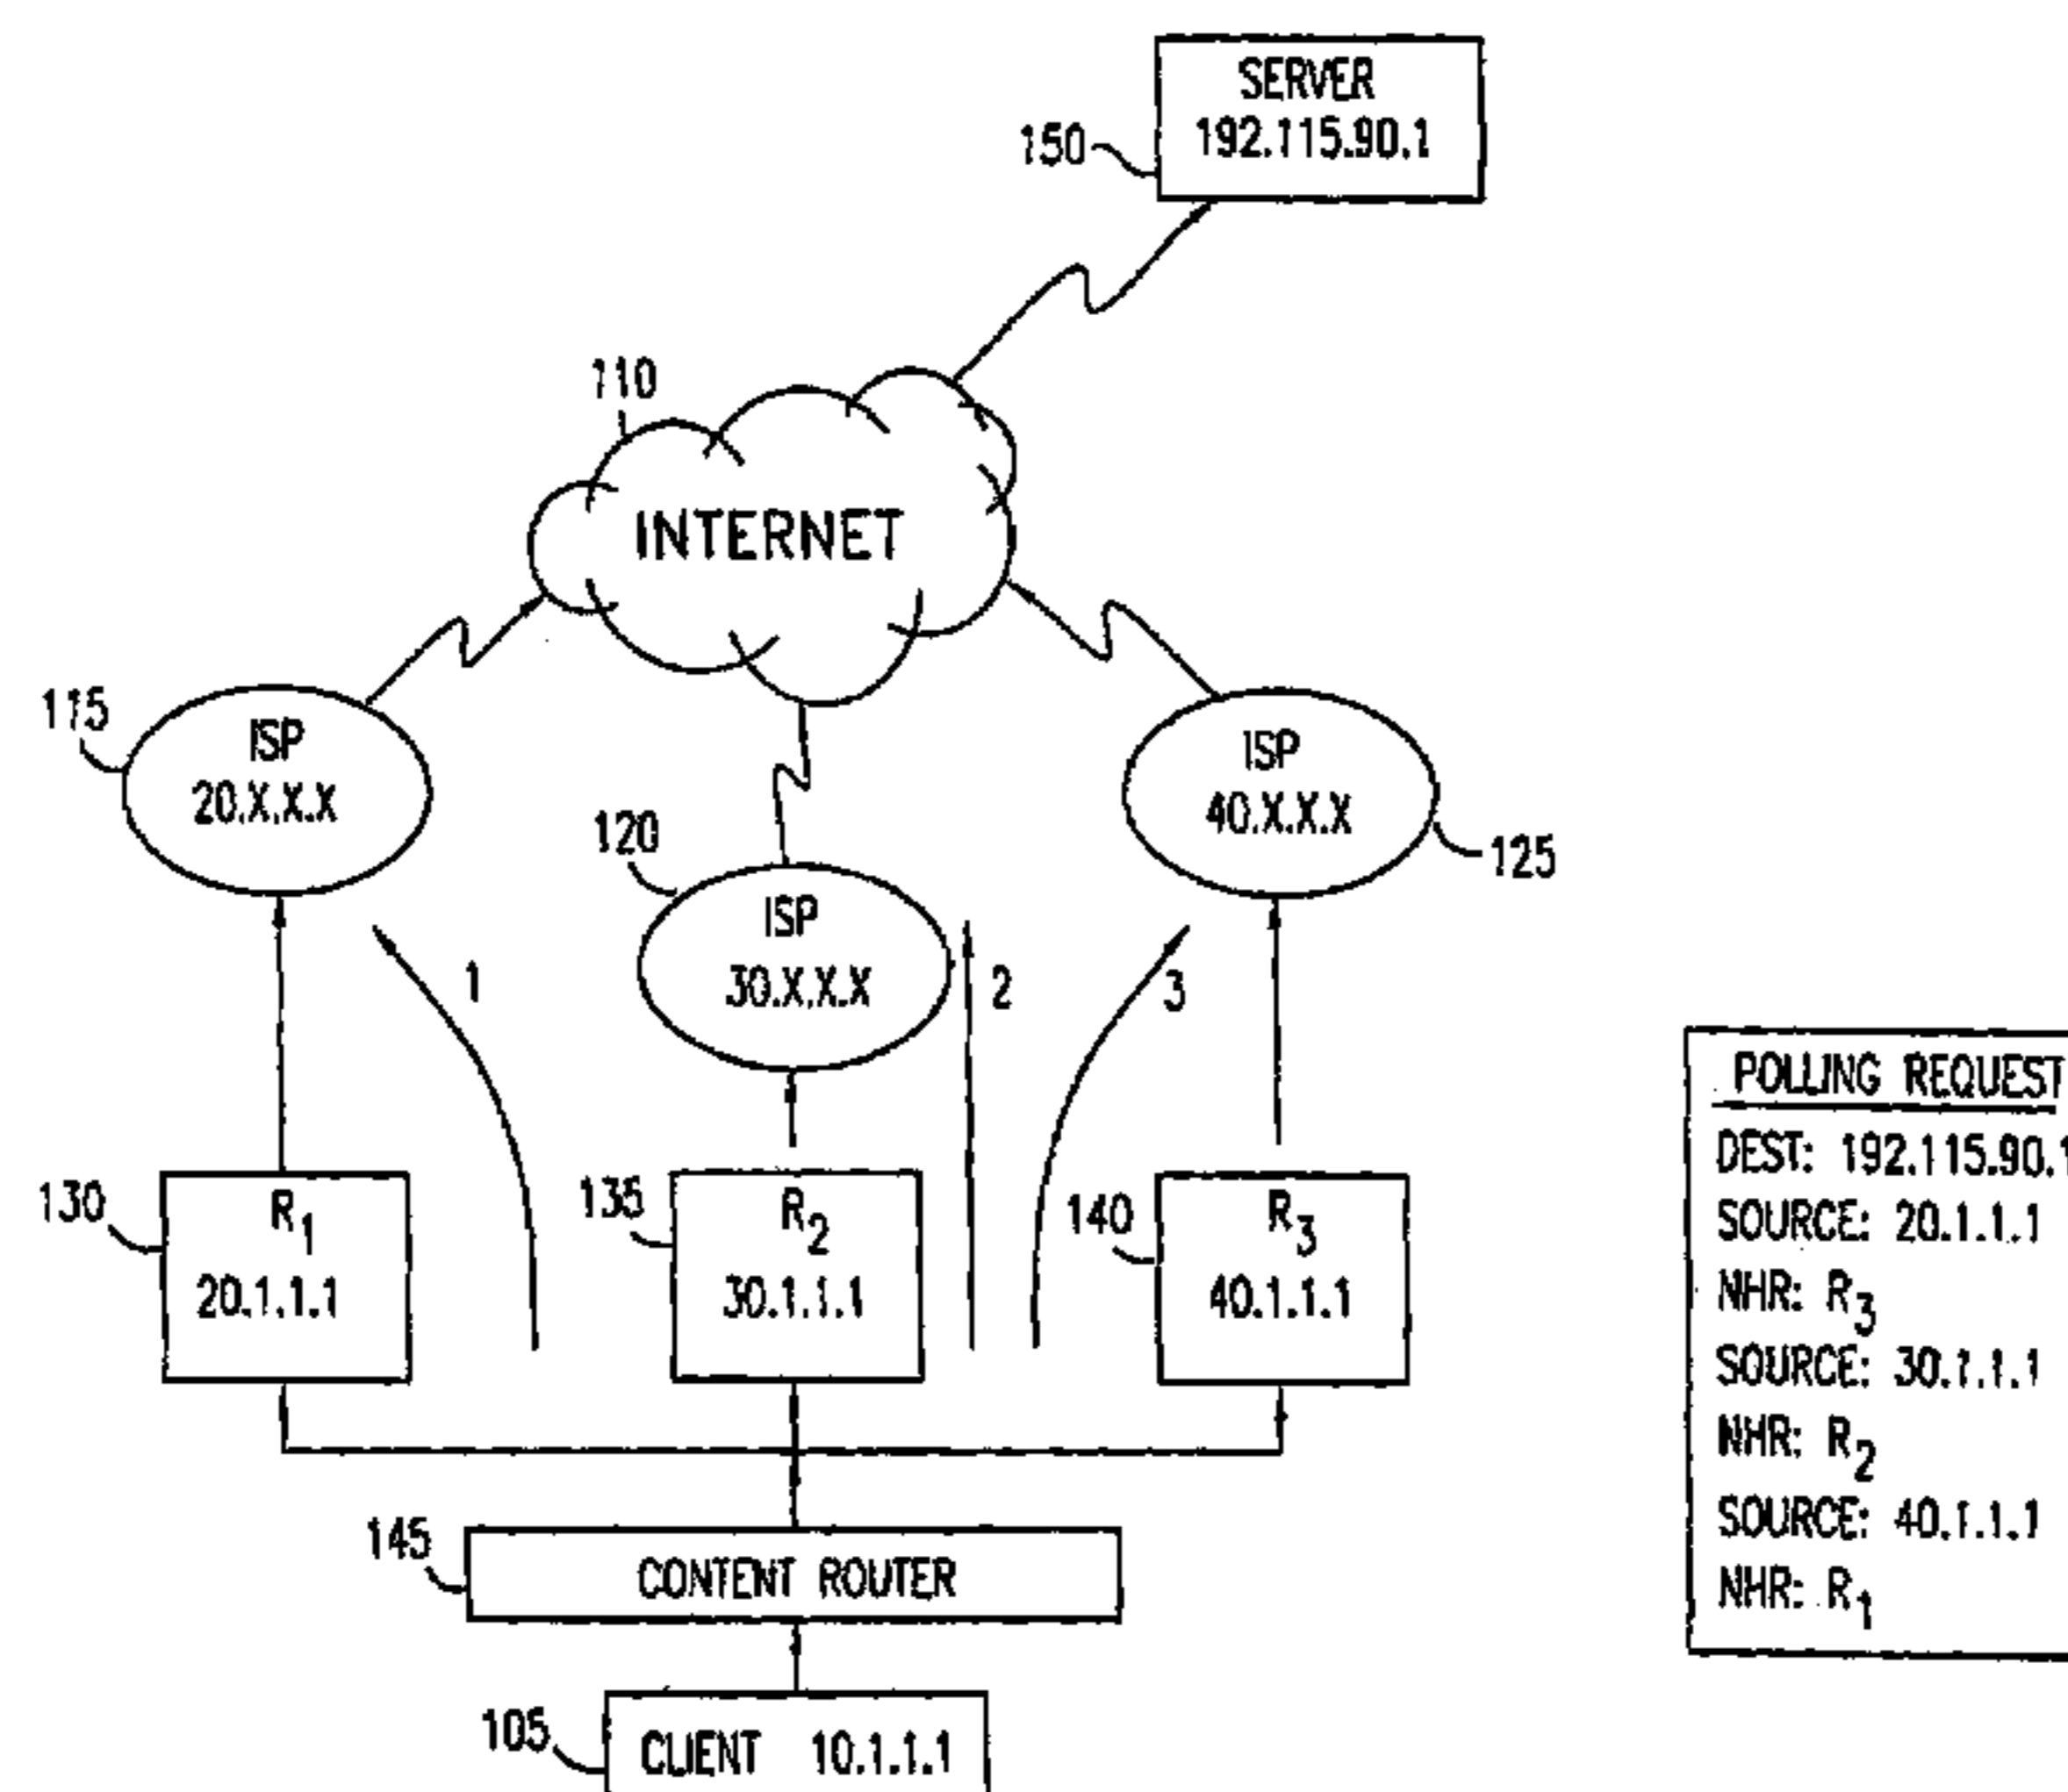 SERVER
192.115.90.1
150
110
INTERNET
115
ISP
20.X.X.X
120
ISP
30.X.X.X
ISP
40.X.X.X
125
1
2
3
130
R1
20.1.1.1
135
R2
30.1.1.1
140
R3
40.1.1.1
145
CONTENT ROUTER
105
CLIENT 10.1.1.1
POLLING REQUEST
DEST: 192.115.90.1
SOURCE: 20.1.1.1
NHR: R3
SOURCE: 30.1.1.1
NHR: R2
SOURCE: 40.1.1.1
NHR: R1